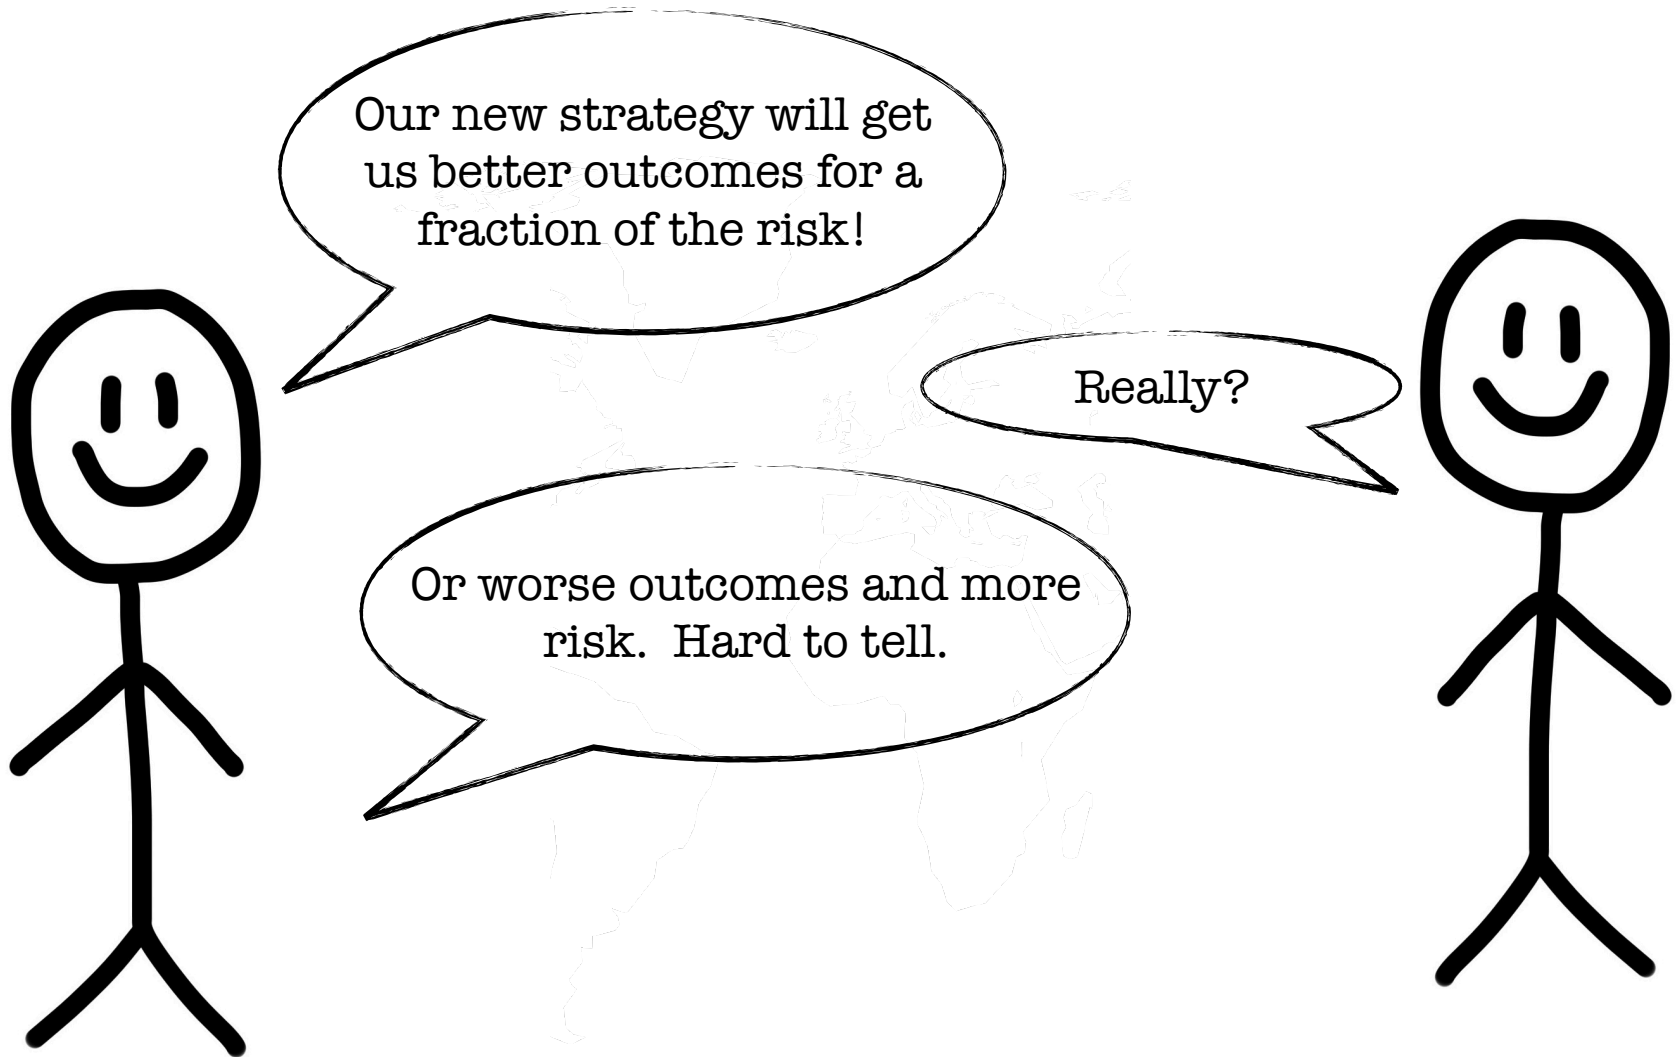 Our new strategy will get
us better outcomes for a
fraction of the risk!
Really?
Or worse outcomes and more
risk.  Hard to tell.